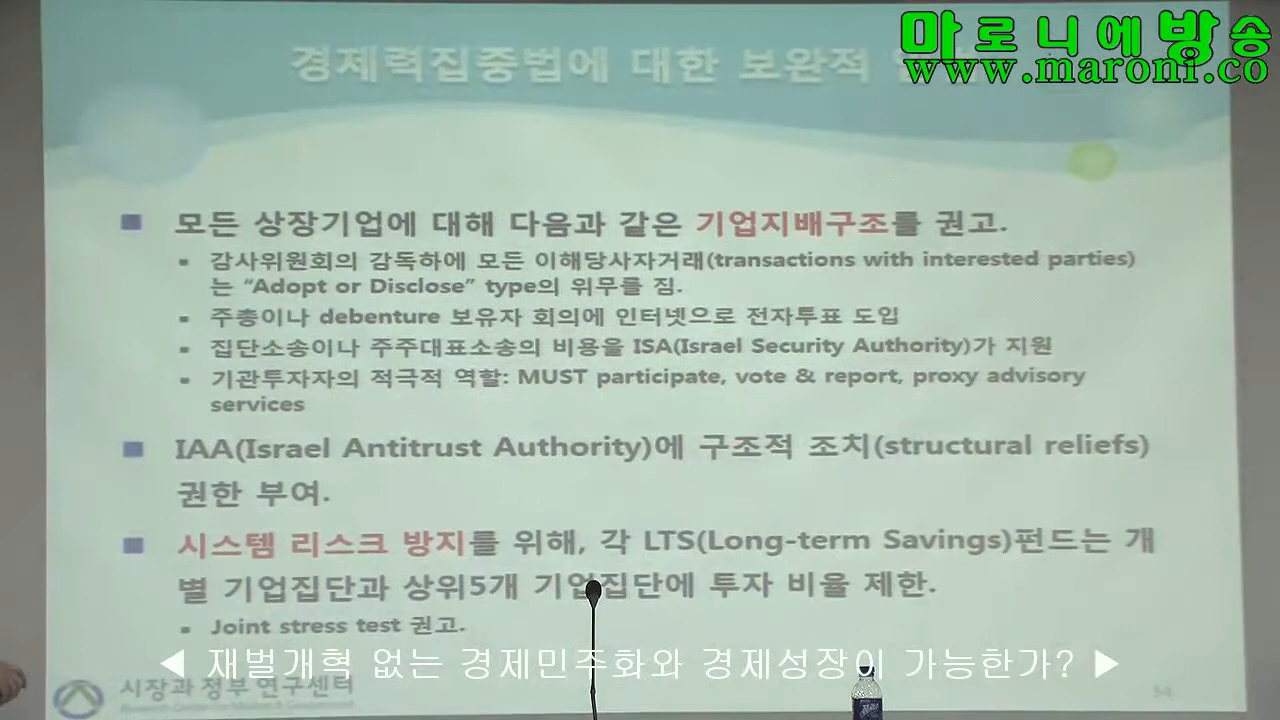 마로니에방송
www.maroni.co
경제력집중법에 대한 보완적
모든 상장기업에 대해 다음과 같은 기업지배구조를 권고.
감사위원회의 감독하에 모든 이해당사자거래(transactions with interested parties)
는 “Adopt or Disclose” type의 위무를 짐.
주총이나 debenture 보유자 회의에 인터넷으로 전자투표 도입
집단소송이나 주주대표소송의 비용을 ISA(Israel Security Authority)가 지원
기관투자자의 적극적 역할: MUST participate, vote & report, proxy advisory
services
IAA(Israel Antitrust Authority)에 구조적 조치(structural reliefs)
권한 부여.
시스템 리스크 방지를 위해, 각 LTS(Long-term Savings)펀드는 개
별 기업집단과 상위5개 기업집단에 투자 비율 제한.
Joint stress test 권고.
◀ 재벌개혁 없는 경제민주화와 경제성장이 가능한가? ▶
시장과 정부 연구센터
34